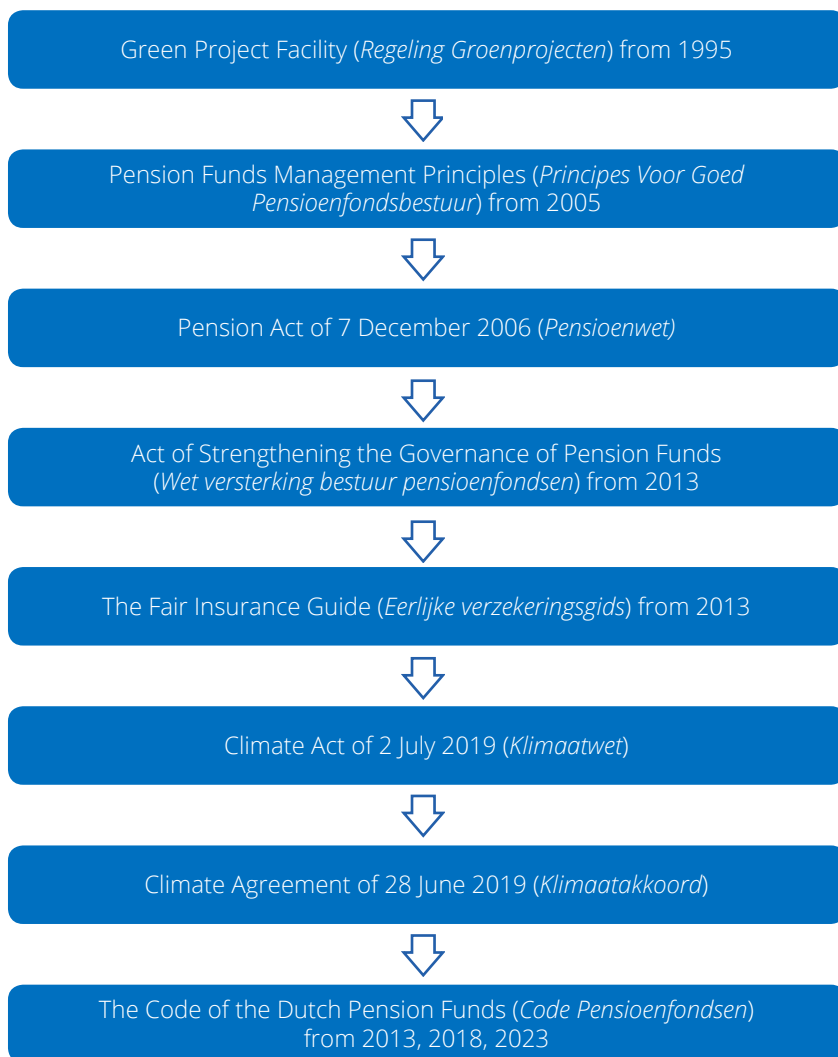 Green Project Facility (Regeling Groenprojecten) from 1995
Pension Funds Management Principles (Principes Voor Goed
Pensioenfondsbestuur) from 2005
Pension Act of 7 December 2006 (Pensioenwet)
Act of Strengthening the Governance of Pension Funds
(Wet versterking bestuur pensioenfondsen) from 2013
The Fair Insurance Guide (Eerlijke verzekeringsgids) from 2013
Climate Act of 2 July 2019 (Klimaatwet)
Climate Agreement of 28 June 2019 (Klimaatakkoord)
The Code of the Dutch Pension Funds (Code Pensioenfondsen)
from 2013, 2018, 2023